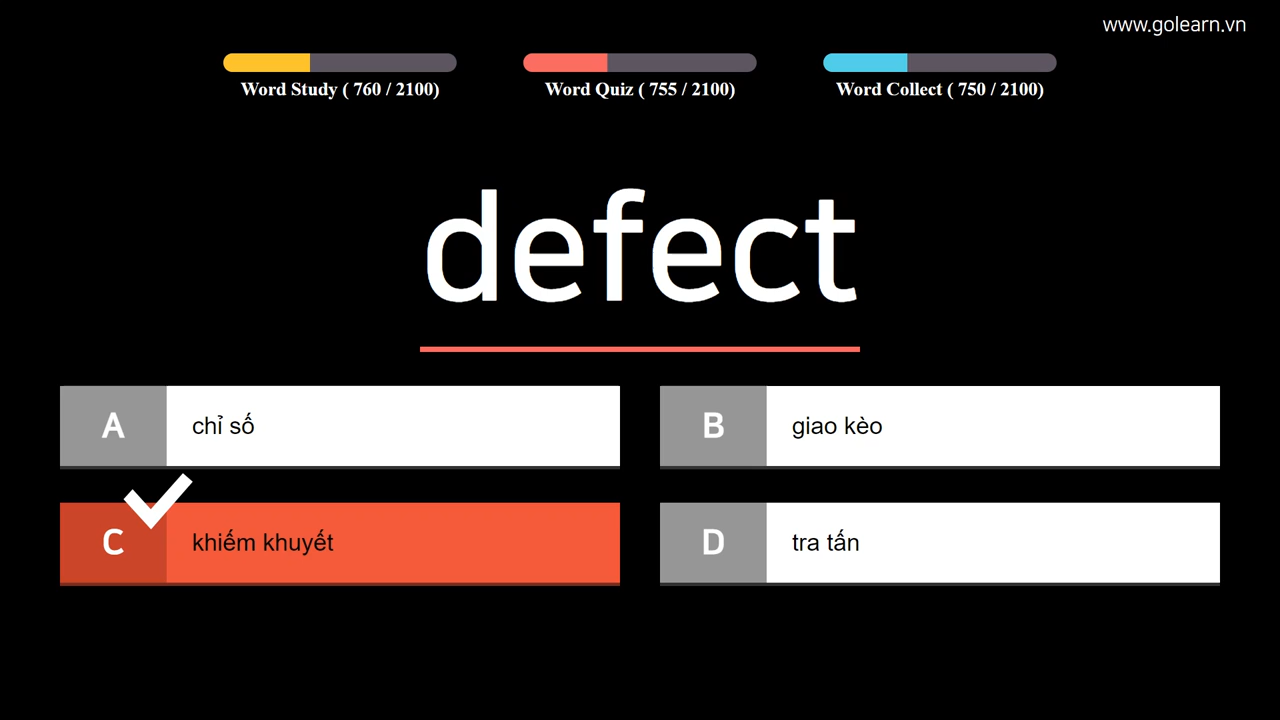 www.golearn.vn
Word Study ( 760 / 2100)
Word Quiz ( 755 / 2100)
Word Collect ( 750 / 2100)
defect
A chỉ số
B giao kèo
C khiếm khuyết
D tra tấn